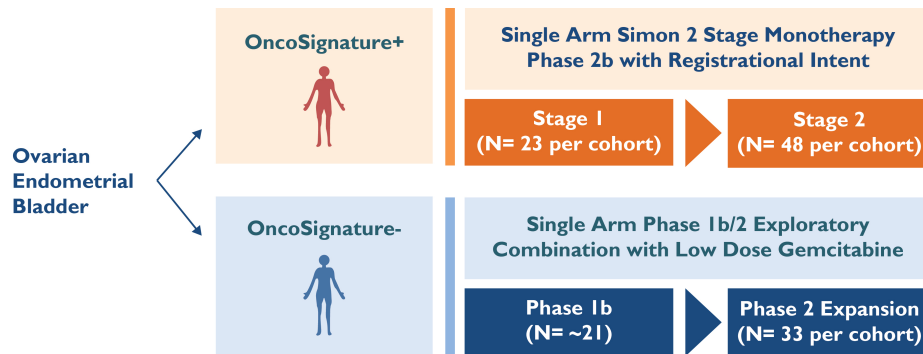 Ovarian
Endometrial
Bladder
OncoSignature+
Single Arm Simon 2 Stage Monotherapy
Phase 2b with Registrational Intent
Stage 1
(N= 23 per cohort)
Stage 2
(N= 48 per cohort)
OncoSignature-
Single Arm Phase 1b/2 Exploratory
Combination with Low Dose Gemcitabine
Phase 1b
(N= ~21)
Phase 2 Expansion
(N= 33 per cohort)